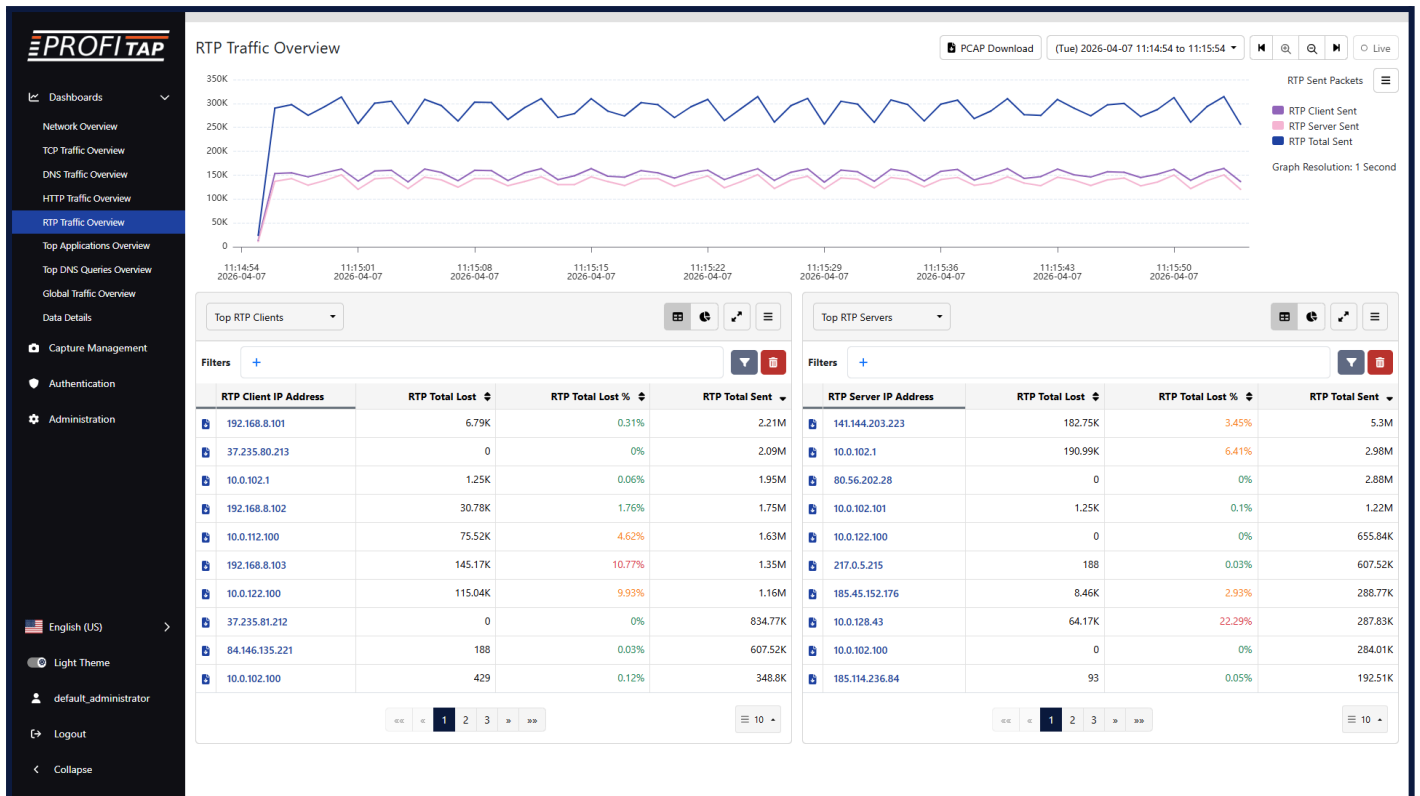 PROFITAP
Dashboards
Network Overview
TCP Traffic Overview
DNS Traffic Overview
HTTP Traffic Overview
RTP Traffic Overview
Top Applications Overview
Top DNS Queries Overview
Global Traffic Overview
Data Details
Capture Management
Authentication
Administration
English (US)
Light Theme
default_administrator
Logout
Collapse
RTP Traffic Overview
PCAP Download
(Tue) 2026-04-07 11:14:54 to 11:15:54
Live
350K
300K
250K
200K
150K
100K
50K
0
11:14:54 11:15:01 11:15:08 11:15:15 11:15:22 11:15:29 11:15:36 11:15:43 11:15:50
2026-04-07 2026-04-07 2026-04-07 2026-04-07 2026-04-07 2026-04-07 2026-04-07 2026-04-07 2026-04-07
RTP Sent Packets
RTP Client Sent
RTP Server Sent
RTP Total Sent
Graph Resolution: 1 Second
Top RTP Clients
Filters +
RTP Client IP Address RTP Total Lost RTP Total Lost % RTP Total Sent
192.168.8.101 6.79K 0.31% 2.21M
37.235.80.213 0 0% 2.09M
10.0.102.1 1.25K 0.06% 1.95M
192.168.8.102 30.78K 1.76% 1.75M
10.0.112.100 75.52K 4.62% 1.63M
192.168.8.103 145.17K 10.77% 1.35M
10.0.122.100 115.04K 9.93% 1.16M
37.235.81.212 0 0% 834.77K
84.146.135.221 188 0.03% 607.52K
10.0.102.100 429 0.12% 348.8K
«« « 1 2 3 » »»
10
Top RTP Servers
Filters +
RTP Server IP Address RTP Total Lost RTP Total Lost % RTP Total Sent
141.144.203.223 182.75K 3.45% 5.3M
10.0.102.1 190.99K 6.41% 2.98M
80.56.202.28 0 0% 2.88M
10.0.102.101 1.25K 0.1% 1.22M
10.0.122.100 0 0% 655.84K
217.0.5.215 188 0.03% 607.52K
185.45.152.176 8.46K 2.93% 288.77K
10.0.128.43 64.17K 22.29% 287.83K
10.0.102.100 0 0% 284.01K
185.114.236.84 93 0.05% 192.51K
«« « 1 2 3 » »»
10